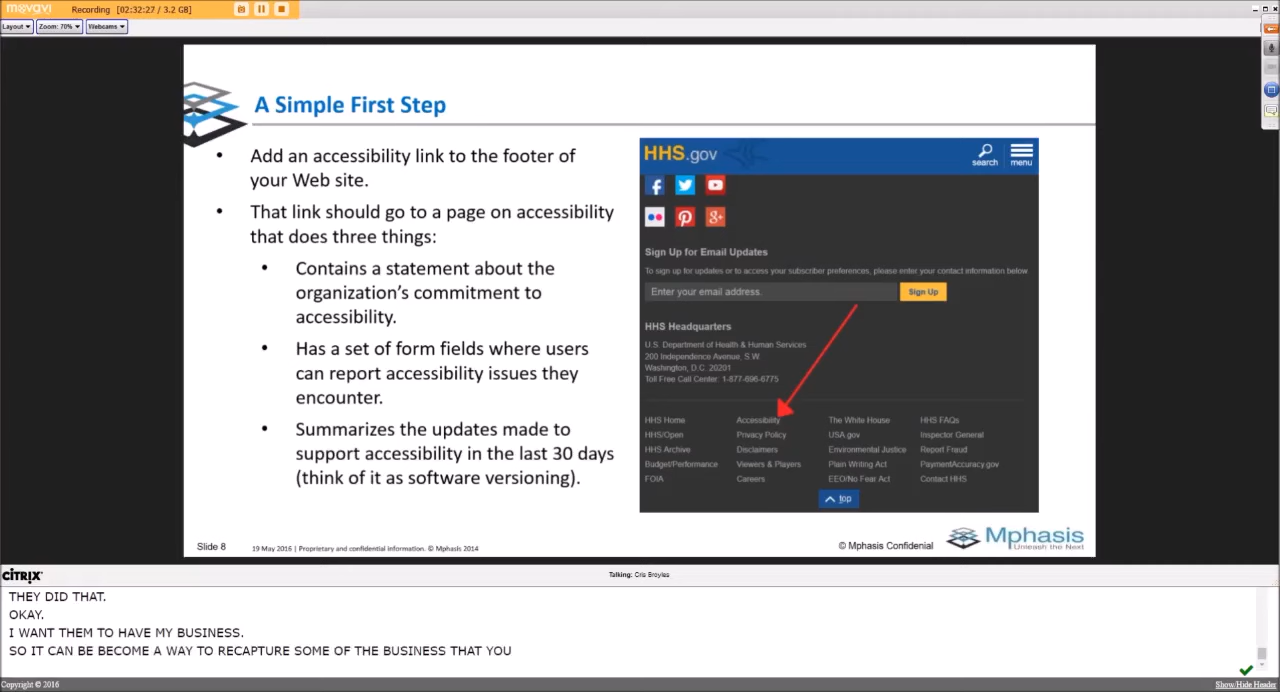 movavi Recording [02:32:27 / 3.2 GB]
Layout Zoom: 70% Webcams
A Simple First Step
• Add an accessibility link to the footer of
your Web site.
• That link should go to a page on accessibility
that does three things:
• Contains a statement about the
organization's commitment to
accessibility.
• Has a set of form fields where users
can report accessibility issues they
encounter.
• Summarizes the updates made to
support accessibility in the last 30 days
(think of it as software versioning).
HHS.gov
search menu
Sign Up for Email Updates
To sign up for updates or to access your subscriber preferences, please enter your contact information below
Enter your email address. Sign Up
HHS Headquarters
U.S. Department of Health & Human Services
200 Independence Avenue, S.W.
Washington, D.C. 20201
Toll Free Call Center: 1-877-696-6775
HHS Home Accessibility The White House HHS FAQs
HHS/Open Privacy Policy USA.gov Inspector General
HHS Archive Disclaimers Environmental Justice Report Fraud
Budget/Performance Viewers & Players Plain Writing Act PaymentAccuracy.gov
FOIA Careers EEO/No Fear Act Contact HHS
top
Slide 8 19 May 2016 | Proprietary and confidential information. © Mphasis 2014 © Mphasis Confidential Mphasis
Unleash the Next
CITRIX Talking: Cris Broyles
THEY DID THAT.
OKAY.
I WANT THEM TO HAVE MY BUSINESS.
SO IT CAN BE BECOME A WAY TO RECAPTURE SOME OF THE BUSINESS THAT YOU
Copyright © 2016 Show/Hide Header